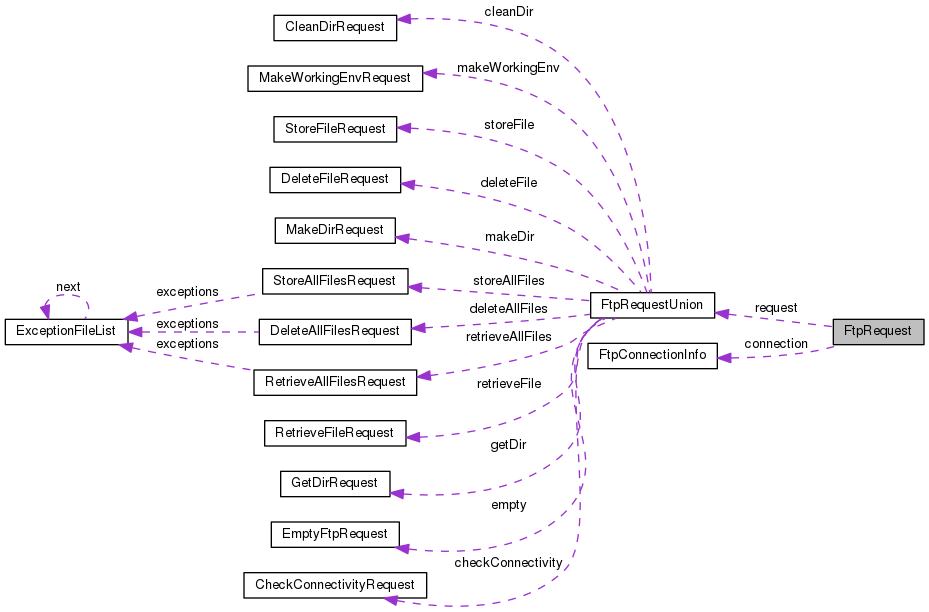 cleanDir
CleanDirRequest
makeWorkingEnv
MakeWorkingEnvRequest
storeFile
StoreFileRequest
deleteFile
DeleteFileRequest
makeDir
MakeDirRequest
storeAllFiles
StoreAllFilesRequest
next
exceptions
FtpRequestUnion
request
deleteAllFiles
ExceptionFileList
exceptions
DeleteAllFilesRequest
FtpRequest
retrieveAllFiles
exceptions
connection
FtpConnectionInfo
RetrieveAllFilesRequest
retrieveFile
RetrieveFileRequest
getDir
GetDirRequest
empty
EmptyFtpRequest
checkConnectivity
CheckConnectivityRequest